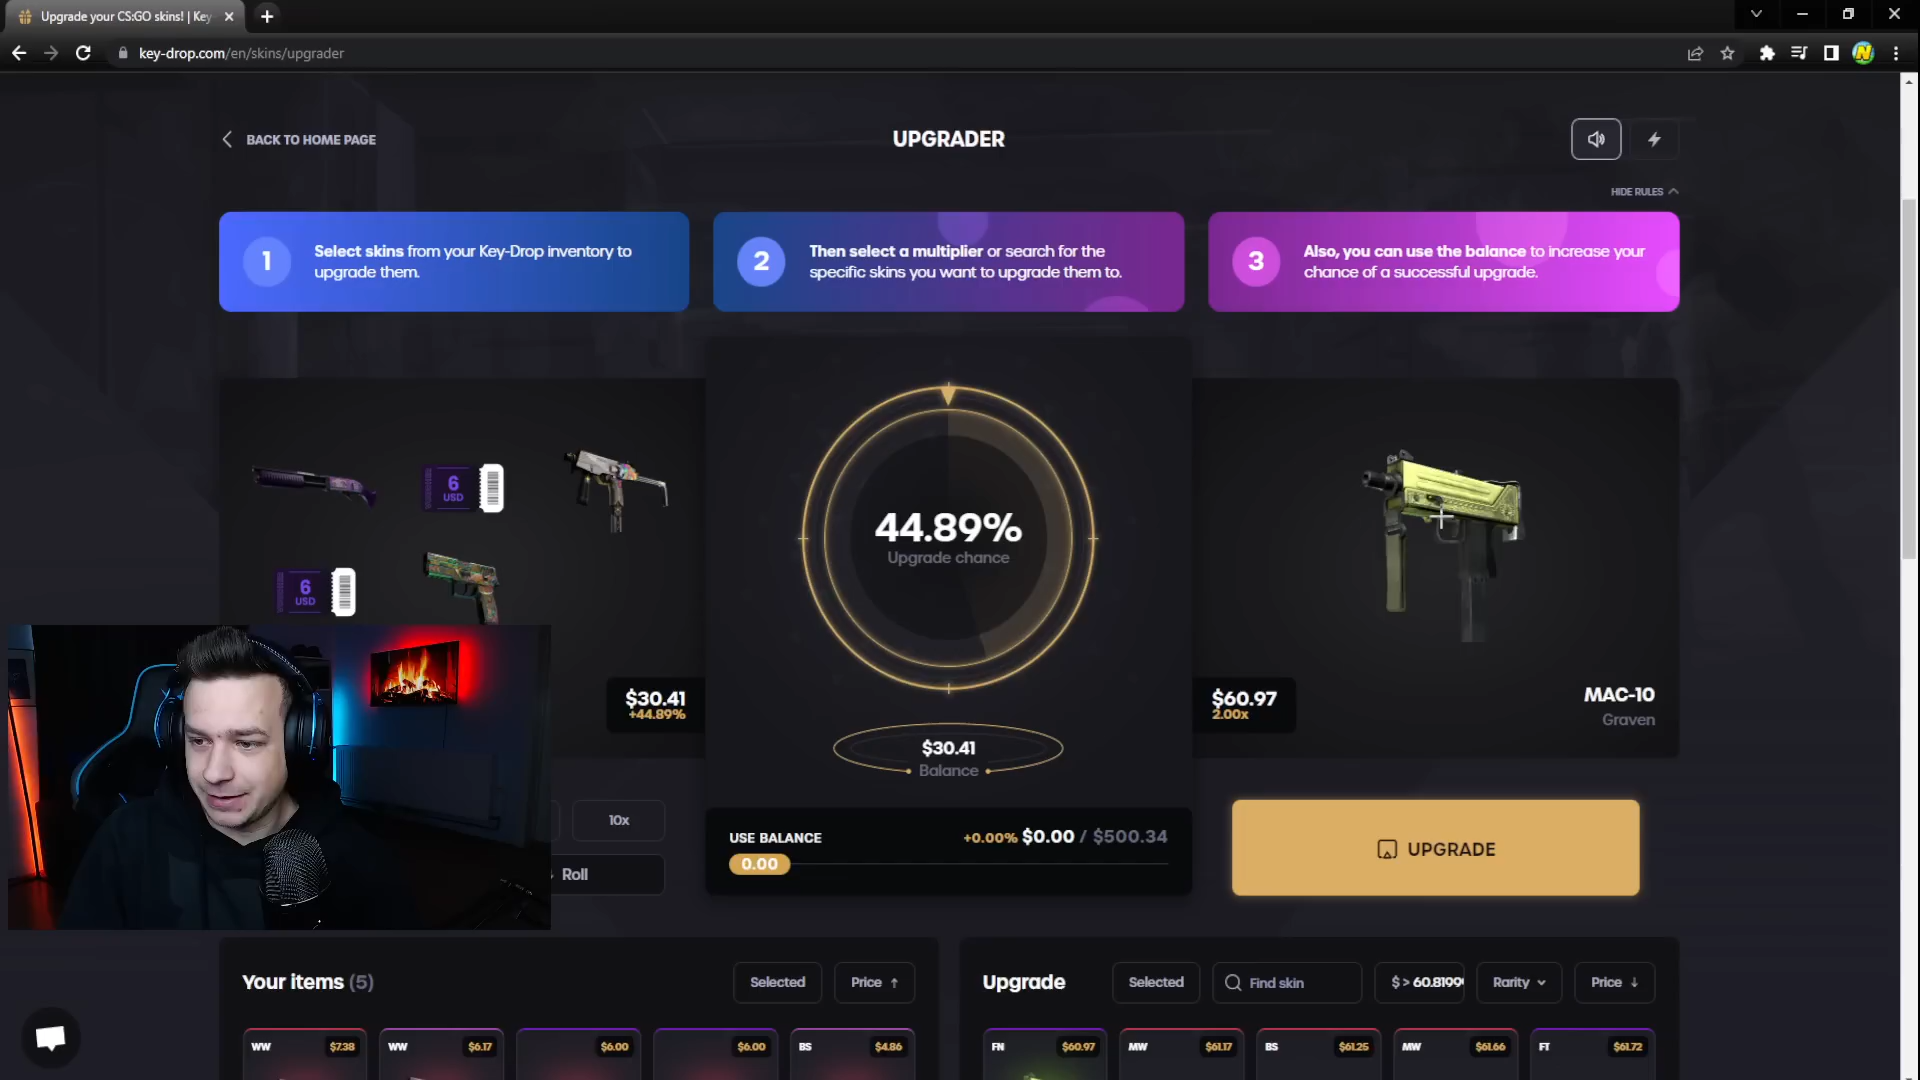 Upgrade your CS:GO skins! | Key
key-drop.com/en/skins/upgrader
BACK TO HOME PAGE
UPGRADER
HIDE RULES
1
Select skins from your Key-Drop inventory to
upgrade them.
2
Then select a multiplier or search for the
specific skins you want to upgrade them to.
3
Also, you can use the balance to increase your
chance of a successful upgrade.
6
USD
6
USD
44.89%
Upgrade chance
$30.41
+44.89%
$60.97
2.00x
MAC-10
Graven
$30.41
Balance
10x
Roll
USE BALANCE
+0.00% $0.00 / $500.34
0.00
UPGRADE
Your items (5)
Selected
Price
Upgrade
Selected
Find skin
$ > 60.8199
Rarity
Price
WW
$7.38
WW
$6.17
$6.00
$6.00
BS
$4.86
FN
$60.97
MW
$61.17
BS
$61.25
MW
$61.66
FT
$61.72